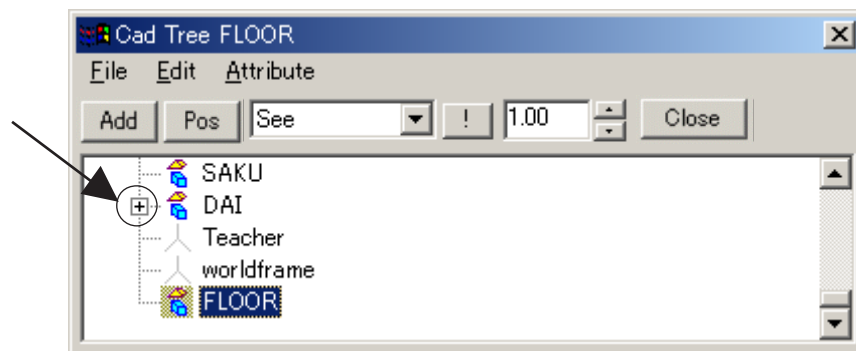 Cad Tree FLOOR
File Edit Attribute
Add Pos See ! 1.00 Close
SAKU
DAI
Teacher
worldframe
FLOOR